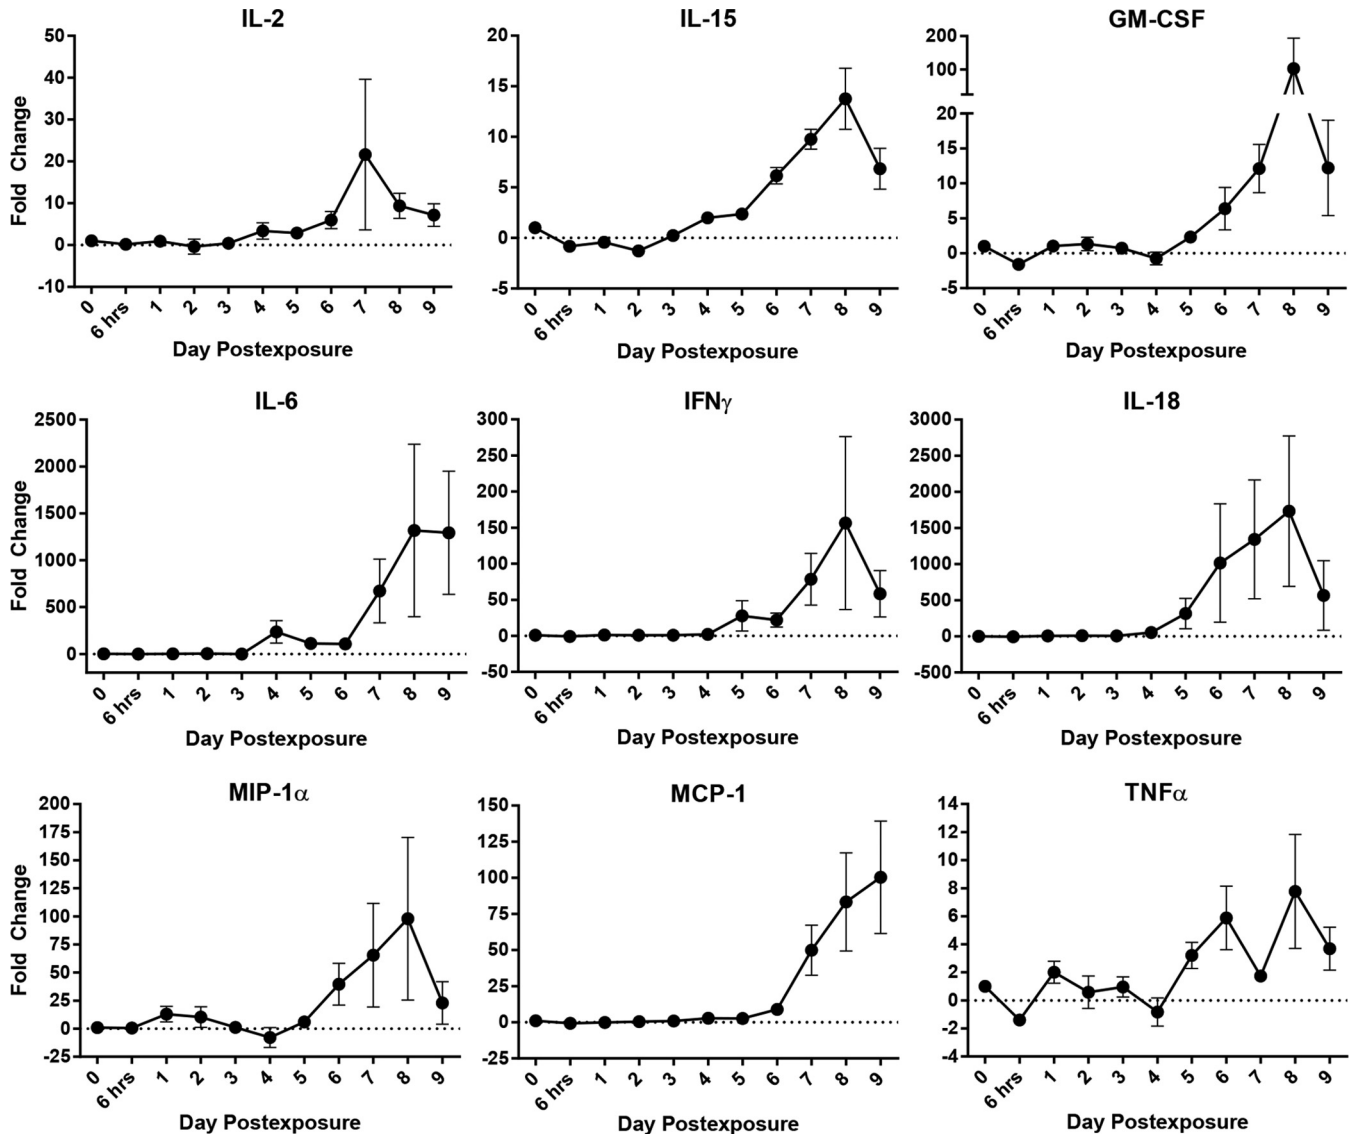 IL-2
50
40
30
20
10
0
-10
Fold Change
0 6 hrs 1 2 3 4 5 6 7 8 9
Day Postexposure
IL-15
20
15
10
5
0
-5
0 6 hrs 1 2 3 4 5 6 7 8 9
Day Postexposure
GM-CSF
200
100
20
15
10
5
0
-5
0 6 hrs 1 2 3 4 5 6 7 8 9
Day Postexposure
IL-6
2500
2000
1500
1000
500
0
Fold Change
0 6 hrs 1 2 3 4 5 6 7 8 9
Day Postexposure
IFNγ
300
250
200
150
100
50
0
-50
0 6 hrs 1 2 3 4 5 6 7 8 9
Day Postexposure
IL-18
3000
2500
2000
1500
1000
500
0
-500
0 6 hrs 1 2 3 4 5 6 7 8 9
Day Postexposure
MIP-1α
200
175
150
125
100
75
50
25
0
-25
Fold Change
0 6 hrs 1 2 3 4 5 6 7 8 9
Day Postexposure
MCP-1
150
125
100
75
50
25
0
-25
0 6 hrs 1 2 3 4 5 6 7 8 9
Day Postexposure
TNFα
14
12
10
8
6
4
2
0
-2
-4
0 6 hrs 1 2 3 4 5 6 7 8 9
Day Postexposure